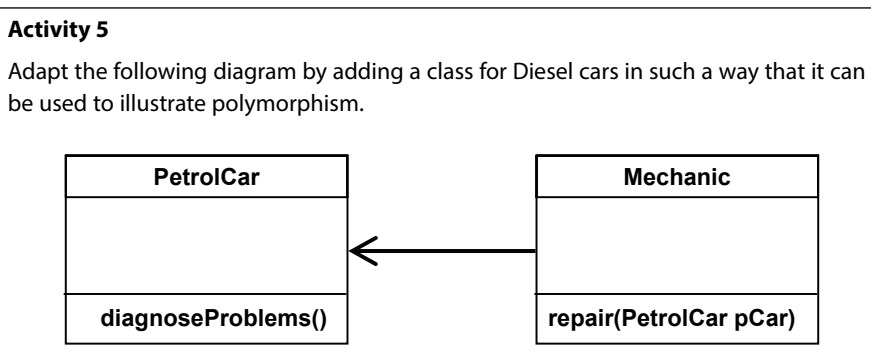 Activity 5
Adapt the following diagram by adding a class for Diesel cars in such a way that it can
be used to illustrate polymorphism.
PetrolCar
Mechanic
diagnoseProblems()
repair(PetrolCar pCar)